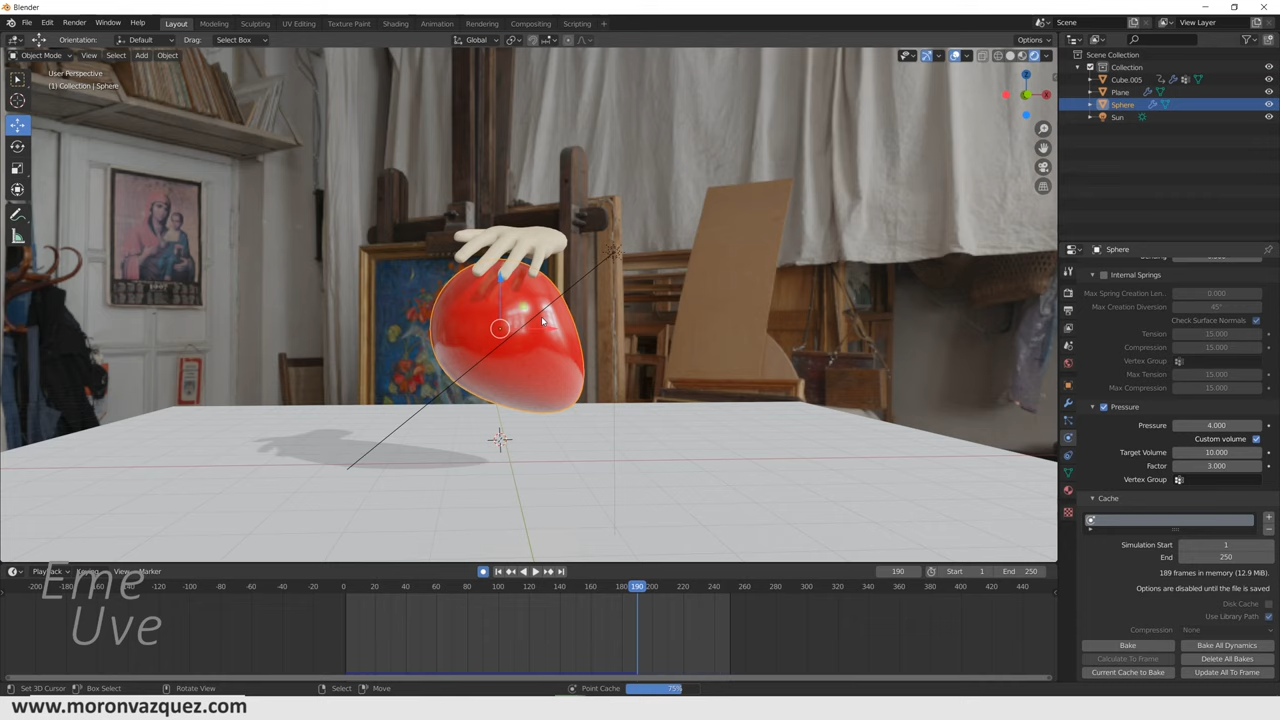 Blender
File Edit Render Window Help Layout Modeling Sculpting UV Editing Texture Paint Shading Animation Rendering Compositing Scripting + Scene View Layer
Orientation: Default Drag: Select Box Global Options
Object Mode View Select Add Object
User Perspective
(1) Collection | Sphere
Z
X
Scene Collection
Collection
Cube.005
Plane
Sphere
Sun
Sphere
Internal Springs
Max Spring Creation Len.. 0.000
Max Creation Diversion 45°
Check Surface Normals
Tension 15.000
Compression 15.000
Vertex Group
Max Tension 15.000
Max Compression 15.000
Pressure
Pressure 4.000
Custom volume
Target Volume 10.000
Factor 3.000
Vertex Group
Cache
Simulation Start 1
End 250
189 frames in memory (12.9 MiB).
Options are disabled until the file is saved
Disk Cache
Use Library Path
Compression None
Bake Bake All Dynamics
Calculate To Frame Delete All Bakes
Current Cache to Bake Update All To Frame
Playback Keying View Marker 190 Start 1 End 250
-200 -180 -160 -140 -120 -100 -80 -60 -40 -20 0 20 40 60 80 100 120 140 160 190 200 220 240 260 280 300 320 340 360 380 400 420 440
Eme
Uve
Set 3D Cursor Box Select Rotate View Select Move Point Cache 75%
www.moronvazquez.com